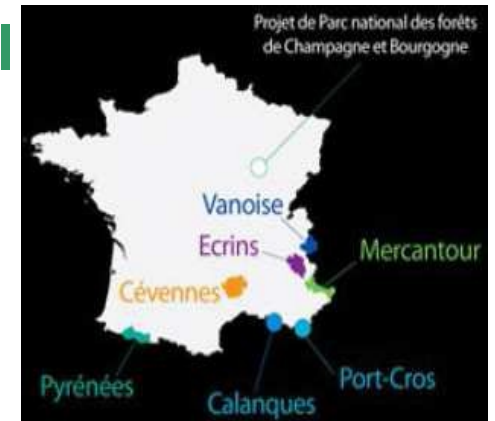 Projet de Parc national des forêts
de Champagne et Bourgogne
Vanoise
Ecrins
Mercantour
Cévennes
Port-Cros
Pyrénées
Calanques